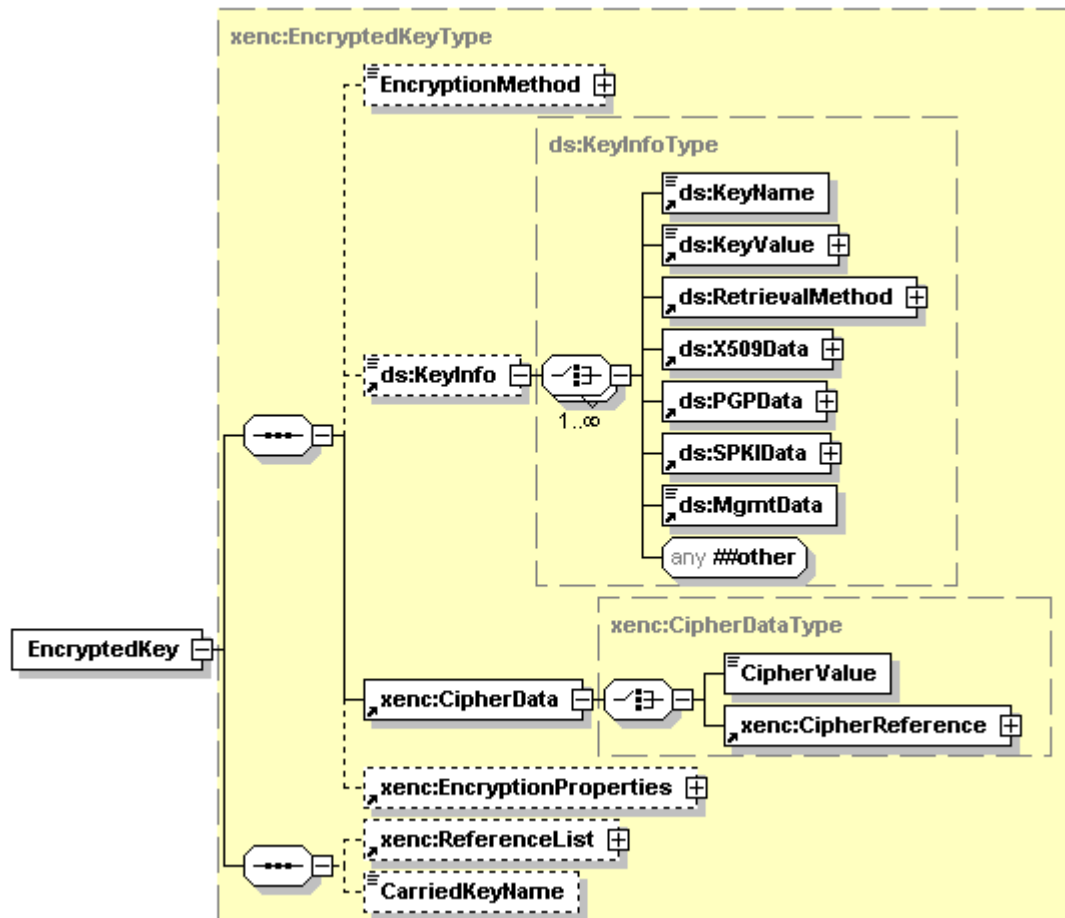 xenc:EncryptedKeyType
EncryptionMethod
ds:KeyInfoType
ds:KeyName
ds:KeyValue
ds:RetrievalMethod
ds:X509Data
ds:KeyInfo
1..∞
ds:PGPData
ds:SPKIData
ds:MgmtData
any ##other
xenc:CipherDataType
EncryptedKey
CipherValue
xenc:CipherData
xenc:CipherReference
xenc:EncryptionProperties
xenc:ReferenceList
CarriedKeyName